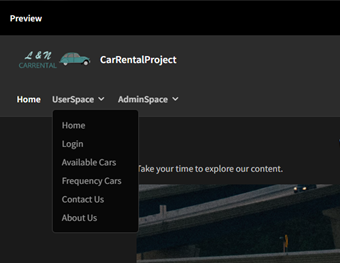 Preview
L & N
CARRENTAL
CarRentalProject
Home
UserSpace
AdminSpace
Home
Login
Available Cars
Frequency Cars
Contact Us
About Us
Take your time to explore our content.